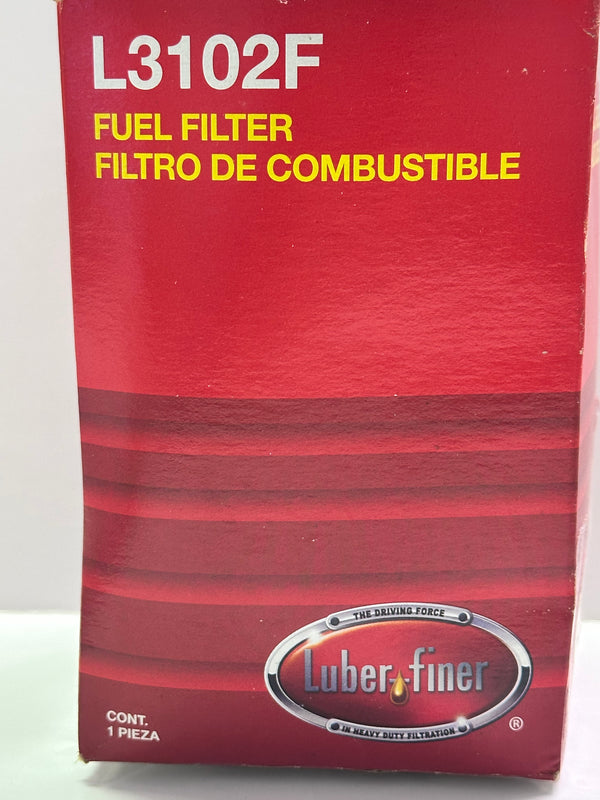 L3102F
FUEL FILTER
FILTRO DE COMBUSTIBLE
THE DRIVING FORCE
Luber-finer
IN HEAVY DUTY FILTRATION
®
CONT.
1 PIEZA